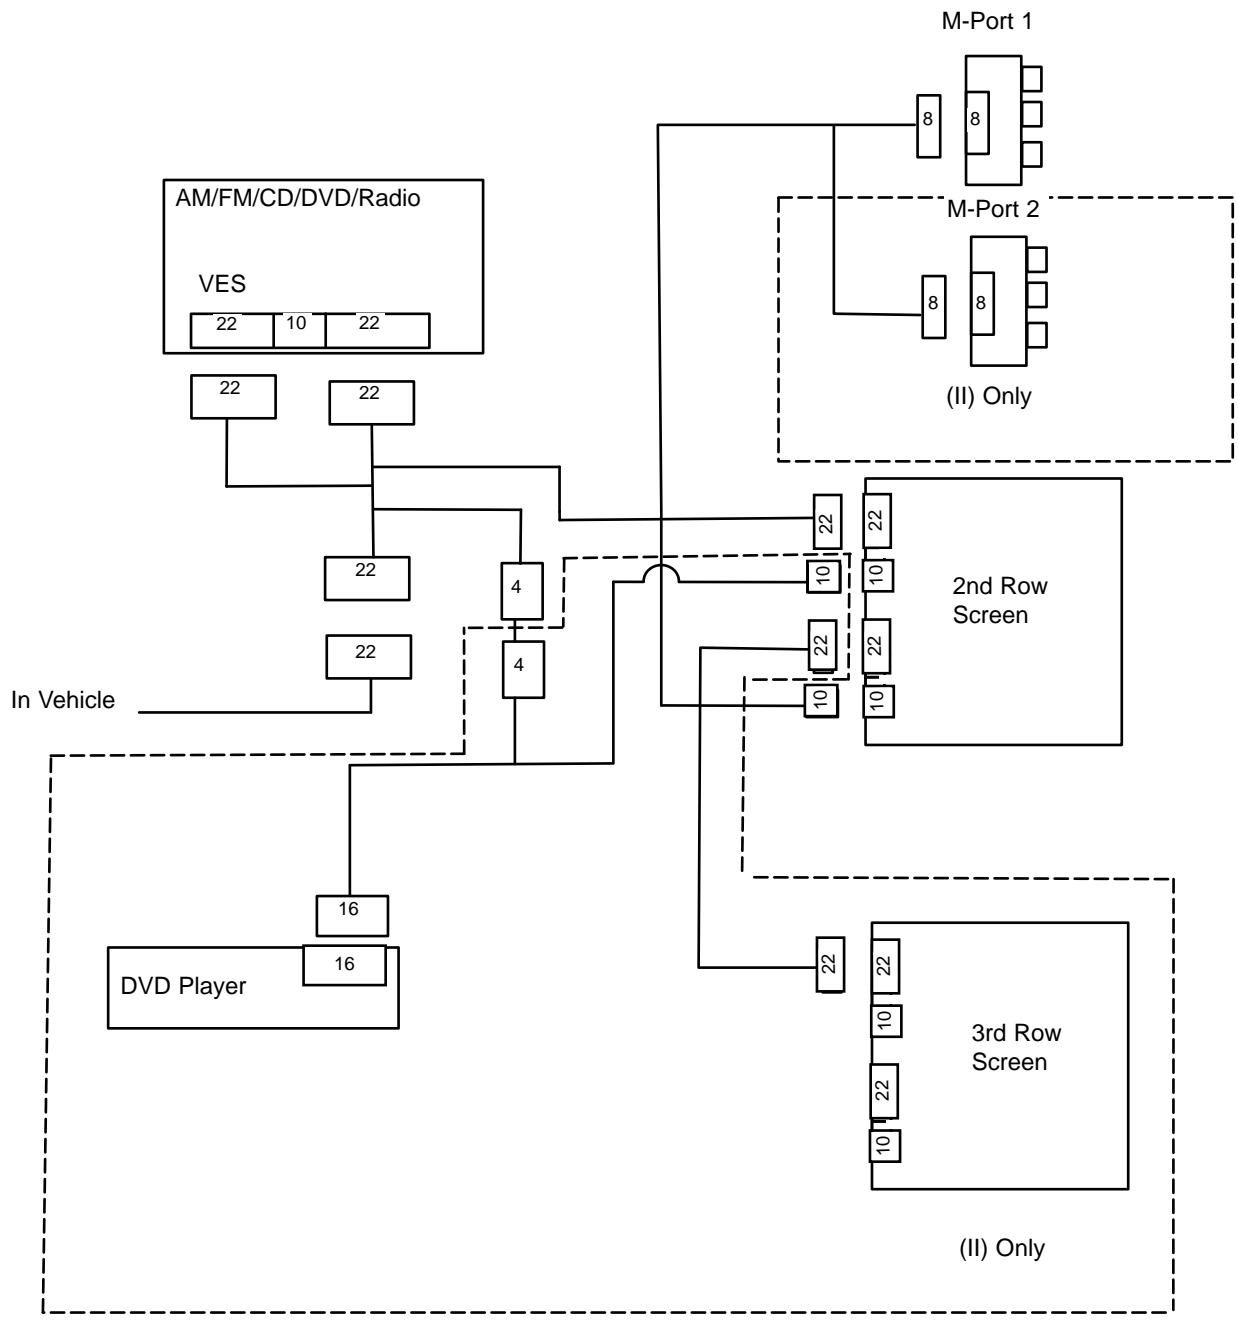 M-Port 1
8 8
AM/FM/CD/DVD/Radio
VES
22 10 22
M-Port 2
8 8
(II) Only
22 22
22 22
22
10 10
4
2nd Row
Screen
22 22
22
4
10 10
In Vehicle
16
16
DVD Player
22 22
10
3rd Row
Screen
22
10
(II) Only